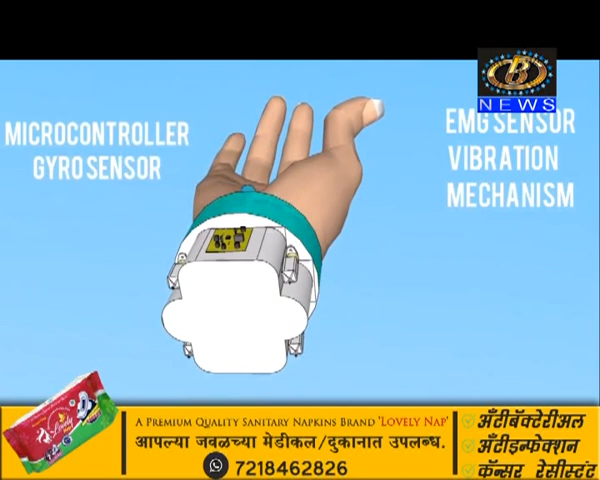 B
NEWS
MICROCONTROLLER
GYRO SENSOR
EMG SENSOR
VIBRATION
MECHANISM
Lovely
A PREMIUM QUALITY SANITARY NAPKINS BRAND 'LOVELY NAP'
आपल्या जवळच्या मेडीकल/दुकानात उपलब्ध.
7218462826
अँटीबॅक्टेरीअल
अँटीइन्फेक्शन
कॅन्सर रेसीस्टंट